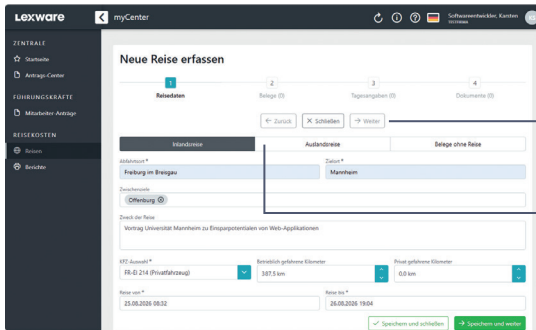 Lexware
myCenter
Softwareentwickler, Karsten
ZENTRALE
Startseite
Antrags-Center
FÜHRUNGSKRÄFTE
Mitarbeiter-Anträge
REISEKOSTEN
Reisen
Berichte
Neue Reise erfassen
1 2 3 4
Reisedaten Belege (0) Tagesangaben (0) Dokumente (0)
← Zurück × Schließen → Weiter
Inlandsreise Auslandsreise Belege ohne Reise
Abfahrtsort * Zielort *
Freiburg im Breisgau Mannheim
Zwischenziele
Offenburg
Zweck der Reise
Vortrag Universität Mannheim zu Einsparpotentialen von Web-Applikationen
KFZ-Auswahl * Betrieblich gefahrene Kilometer Privat gefahrene Kilometer
FR-EI 214 (Privatfahrzeug) 387,5 km 0,0 km
Reise von * Reise bis *
25.08.2026 08:32 26.08.2026 19:04
✓ Speichern und schließen → Speichern und weiter